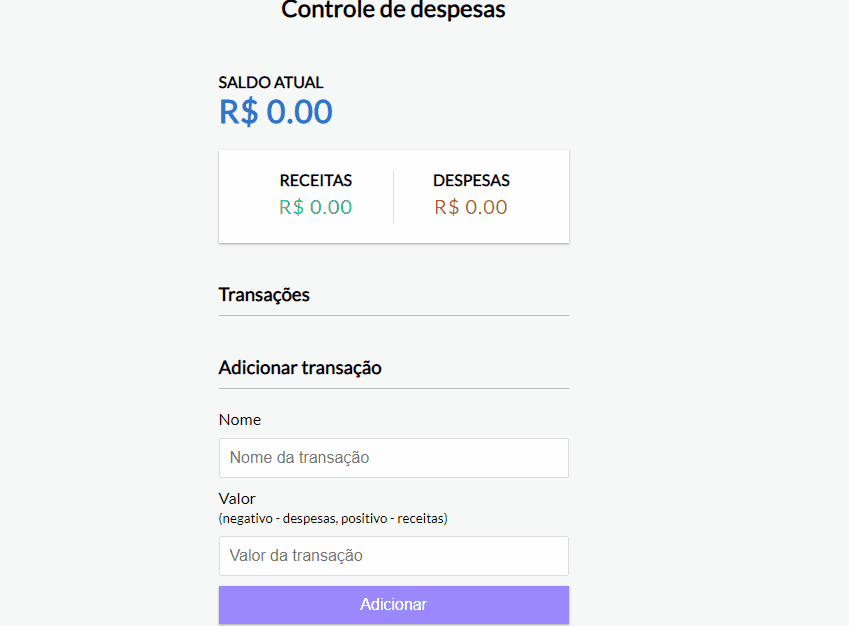 Controle de despesas
SALDO ATUAL
R$ 0.00
RECEITAS
R$ 0.00
DESPESAS
R$ 0.00
Transações
Adicionar transação
Nome
Nome da transação
Valor
(negativo - despesas, positivo - receitas)
Valor da transação
Adicionar